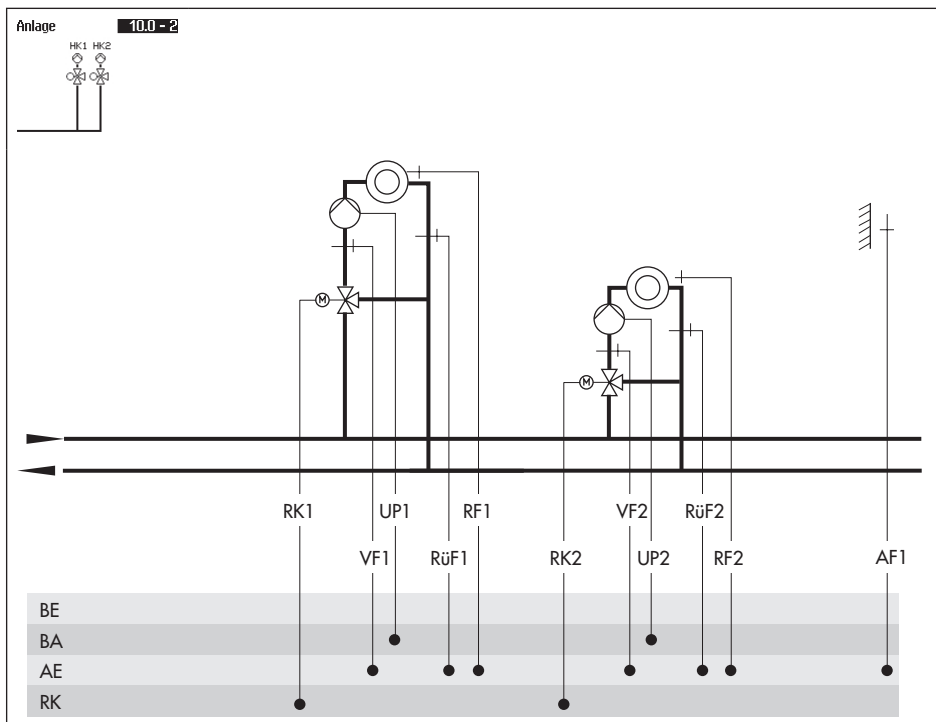 Anlage 10.0 - 2
HK1 HK2
M
M
RK1 UP1 RF1 VF2 RüF2
VF1 RüF1 RK2 UP2 RF2 AF1
BE
BA
AE
RK